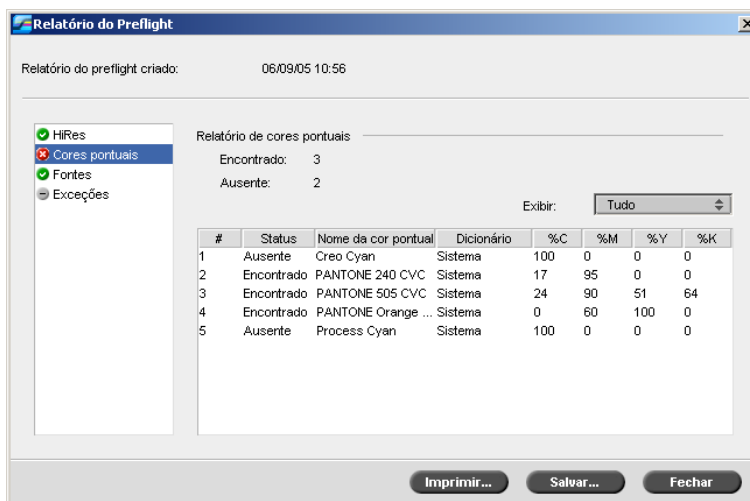 Relatório do Preflight
Relatório do preflight criado: 06/09/05 10:56
HiRes
Cores pontuais
Fontes
Exceções
Relatório de cores pontuais
Encontrado: 3
Ausente: 2
Exibir: Tudo
# Status Nome da cor pontual Dicionário %C %M %Y %K
1 Ausente Creo Cyan Sistema 100 0 0 0
2 Encontrado PANTONE 240 CVC Sistema 17 95 0 0
3 Encontrado PANTONE 505 CVC Sistema 24 90 51 64
4 Encontrado PANTONE Orange ... Sistema 0 60 100 0
5 Ausente Process Cyan Sistema 100 0 0 0
Imprimir... Salvar... Fechar